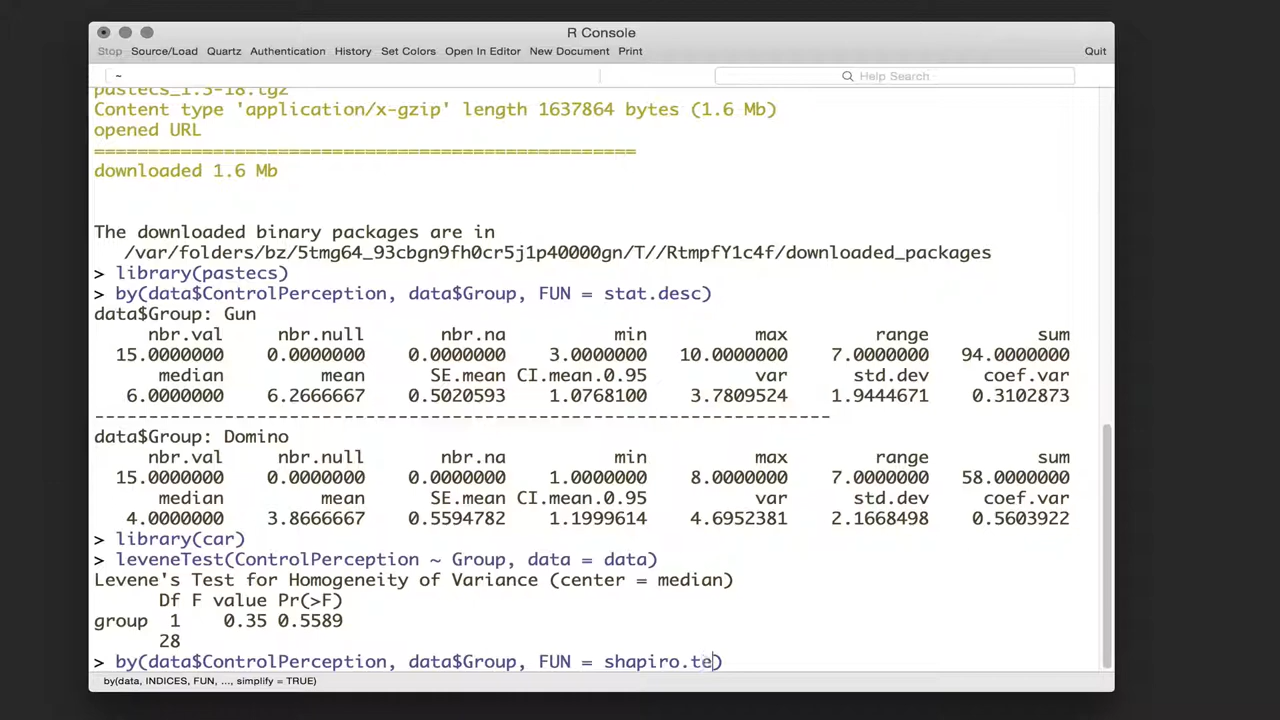 R Console
Stop Source/Load Quartz Authentication History Set Colors Open In Editor New Document Print Quit
~ Help Search
pastecs_1.3-18.tgz
Content type 'application/x-gzip' length 1637864 bytes (1.6 Mb)
opened URL
==================================================
downloaded 1.6 Mb
The downloaded binary packages are in
/var/folders/bz/5tmg64_93cbgn9fh0cr5j1p40000gn/T//RtmpfY1c4f/downloaded_packages
> library(pastecs)
> by(data$ControlPerception, data$Group, FUN = stat.desc)
data$Group: Gun
nbr.val nbr.null nbr.na min max range sum
15.0000000 0.0000000 0.0000000 3.0000000 10.0000000 7.0000000 94.0000000
median mean SE.mean CI.mean.0.95 var std.dev coef.var
6.0000000 6.2666667 0.5020593 1.0768100 3.7809524 1.9444671 0.3102873
--------------------------------------------------------------------
data$Group: Domino
nbr.val nbr.null nbr.na min max range sum
15.0000000 0.0000000 0.0000000 1.0000000 8.0000000 7.0000000 58.0000000
median mean SE.mean CI.mean.0.95 var std.dev coef.var
4.0000000 3.8666667 0.5594782 1.1999614 4.6952381 2.1668498 0.5603922
> library(car)
> leveneTest(ControlPerception ~ Group, data = data)
Levene's Test for Homogeneity of Variance (center = median)
Df F value Pr(>F)
group 1 0.35 0.5589
28
> by(data$ControlPerception, data$Group, FUN = shapiro.te)
by(data, INDICES, FUN, ..., simplify = TRUE)